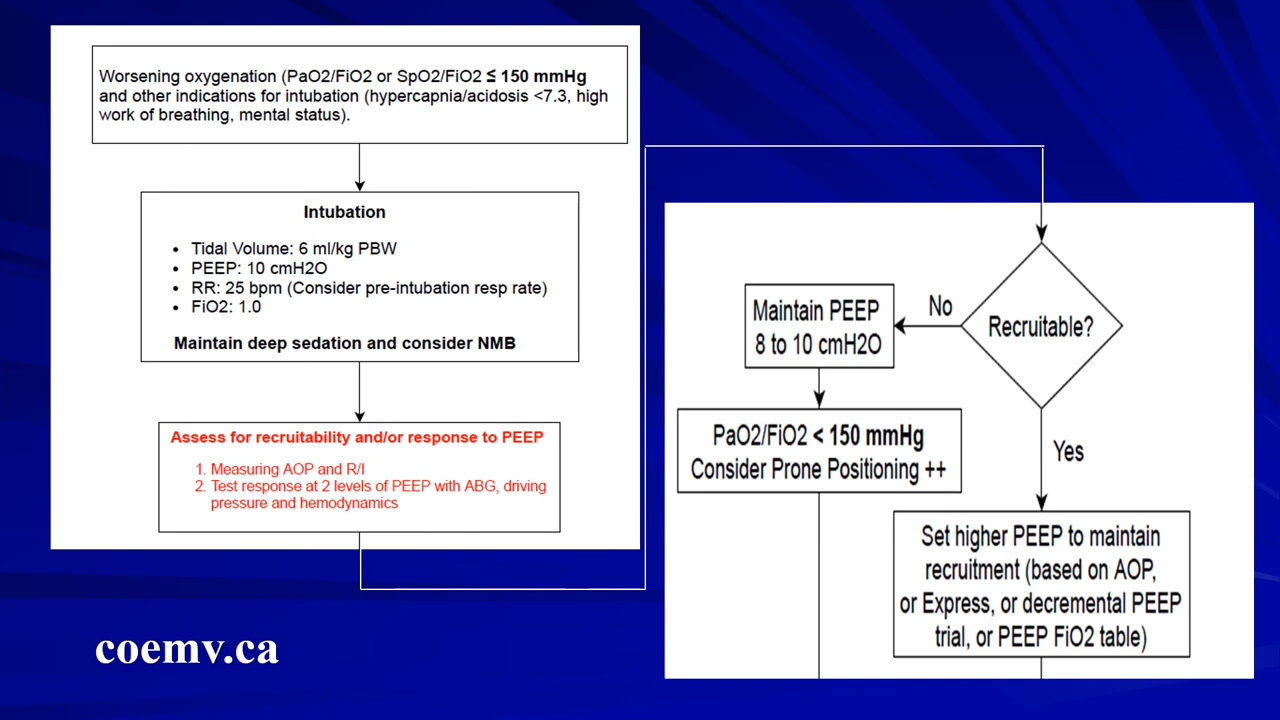 Worsening oxygenation (PaO2/FiO2 or SpO2/FiO2 ≤ 150 mmHg
and other indications for intubation (hypercapnia/acidosis <7.3, high
work of breathing, mental status).
Intubation
• Tidal Volume: 6 ml/kg PBW
• PEEP: 10 cmH2O
• RR: 25 bpm (Consider pre-intubation resp rate)
• FiO2: 1.0
Maintain deep sedation and consider NMB
Assess for recruitability and/or response to PEEP
1. Measuring AOP and R/I
2. Test response at 2 levels of PEEP with ABG, driving
pressure and hemodynamics
coemv.ca
Recruitable?
No
Maintain PEEP
8 to 10 cmH2O
PaO2/FiO2 < 150 mmHg
Consider Prone Positioning ++
Yes
Set higher PEEP to maintain
recruitment (based on AOP,
or Express, or decremental PEEP
trial, or PEEP FiO2 table)